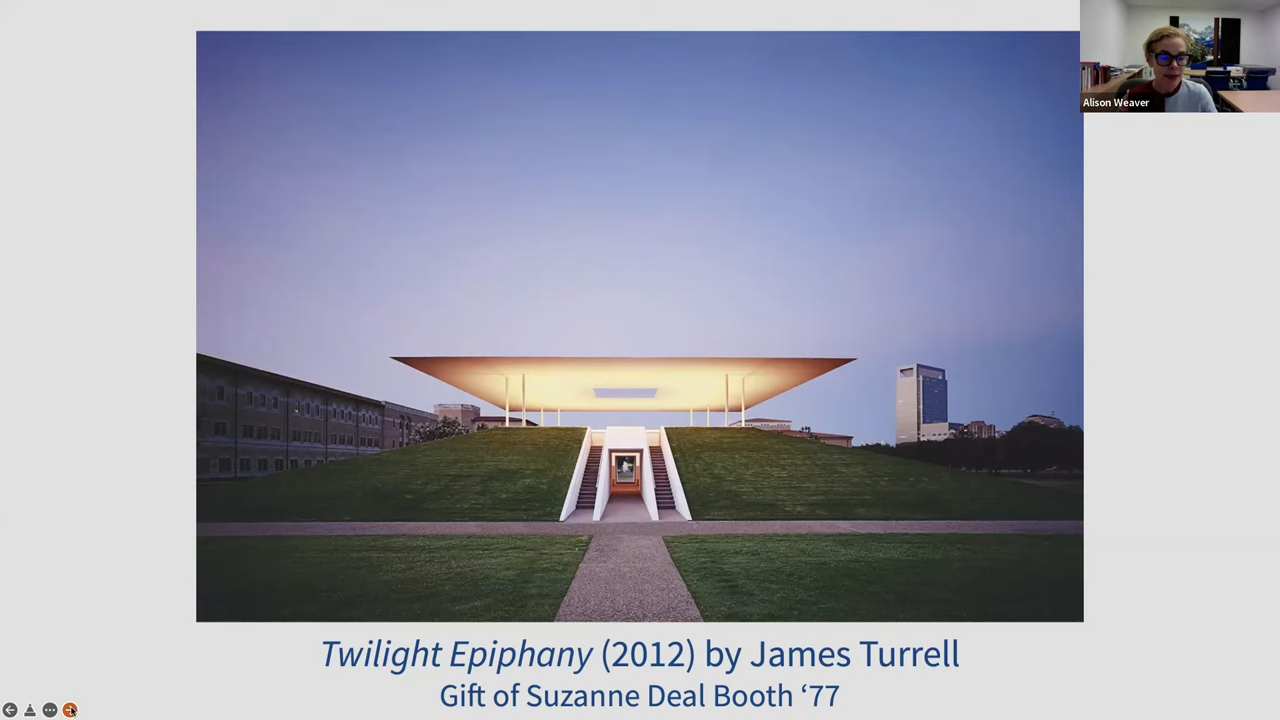 Alison Weaver
Twilight Epiphany (2012) by James Turrell
Gift of Suzanne Deal Booth ‘77